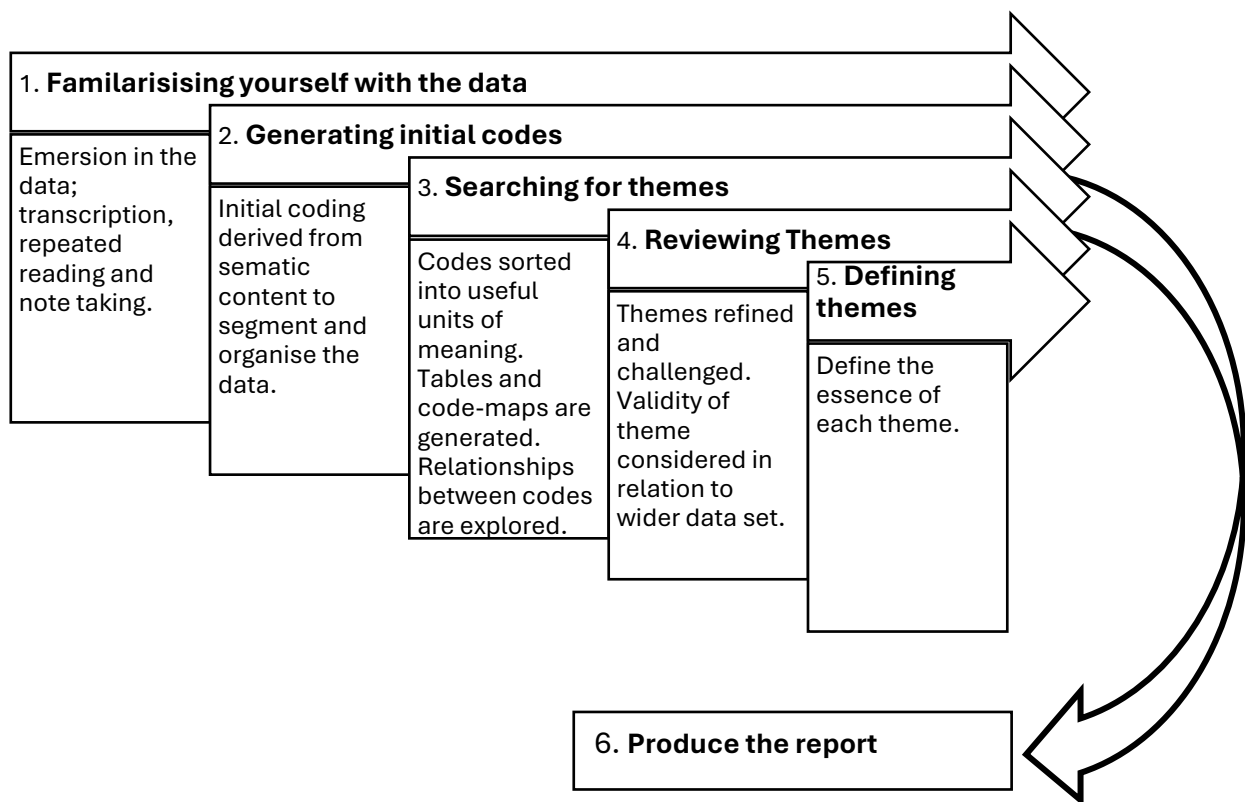 1. Familarisising yourself with the data
Emersion in the
data;
transcription,
repeated
reading and
note taking.
2. Generating initial codes
Initial coding
derived from
sematic
content to
segment and
organise the
data.
3. Searching for themes
Codes sorted
into useful
units of
meaning.
Tables and
code-maps are
generated.
Relationships
between codes
are explored.
4. Reviewing Themes
Themes refined
and
challenged.
Validity of
theme
considered in
relation to
wider data set.
5. Defining
themes
Define the
essence of
each theme.
6. Produce the report